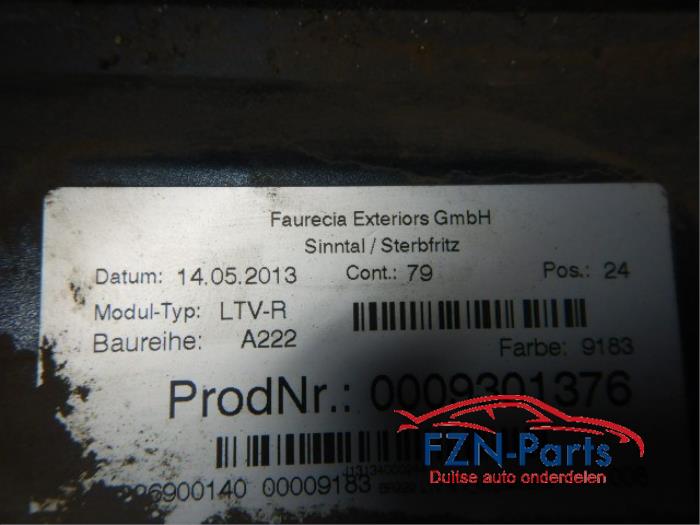 Faurecia Exteriors GmbH
Sinntal / Sterbfritz
Datum: 14.05.2013 Cont.: 79 Pos.: 24
Modul-Typ: LTV-R
Baureihe: A222 Farbe: 9183
ProdNr.: 0009301376
FZN-Parts
Duitse auto onderdelen
26900140 00009183